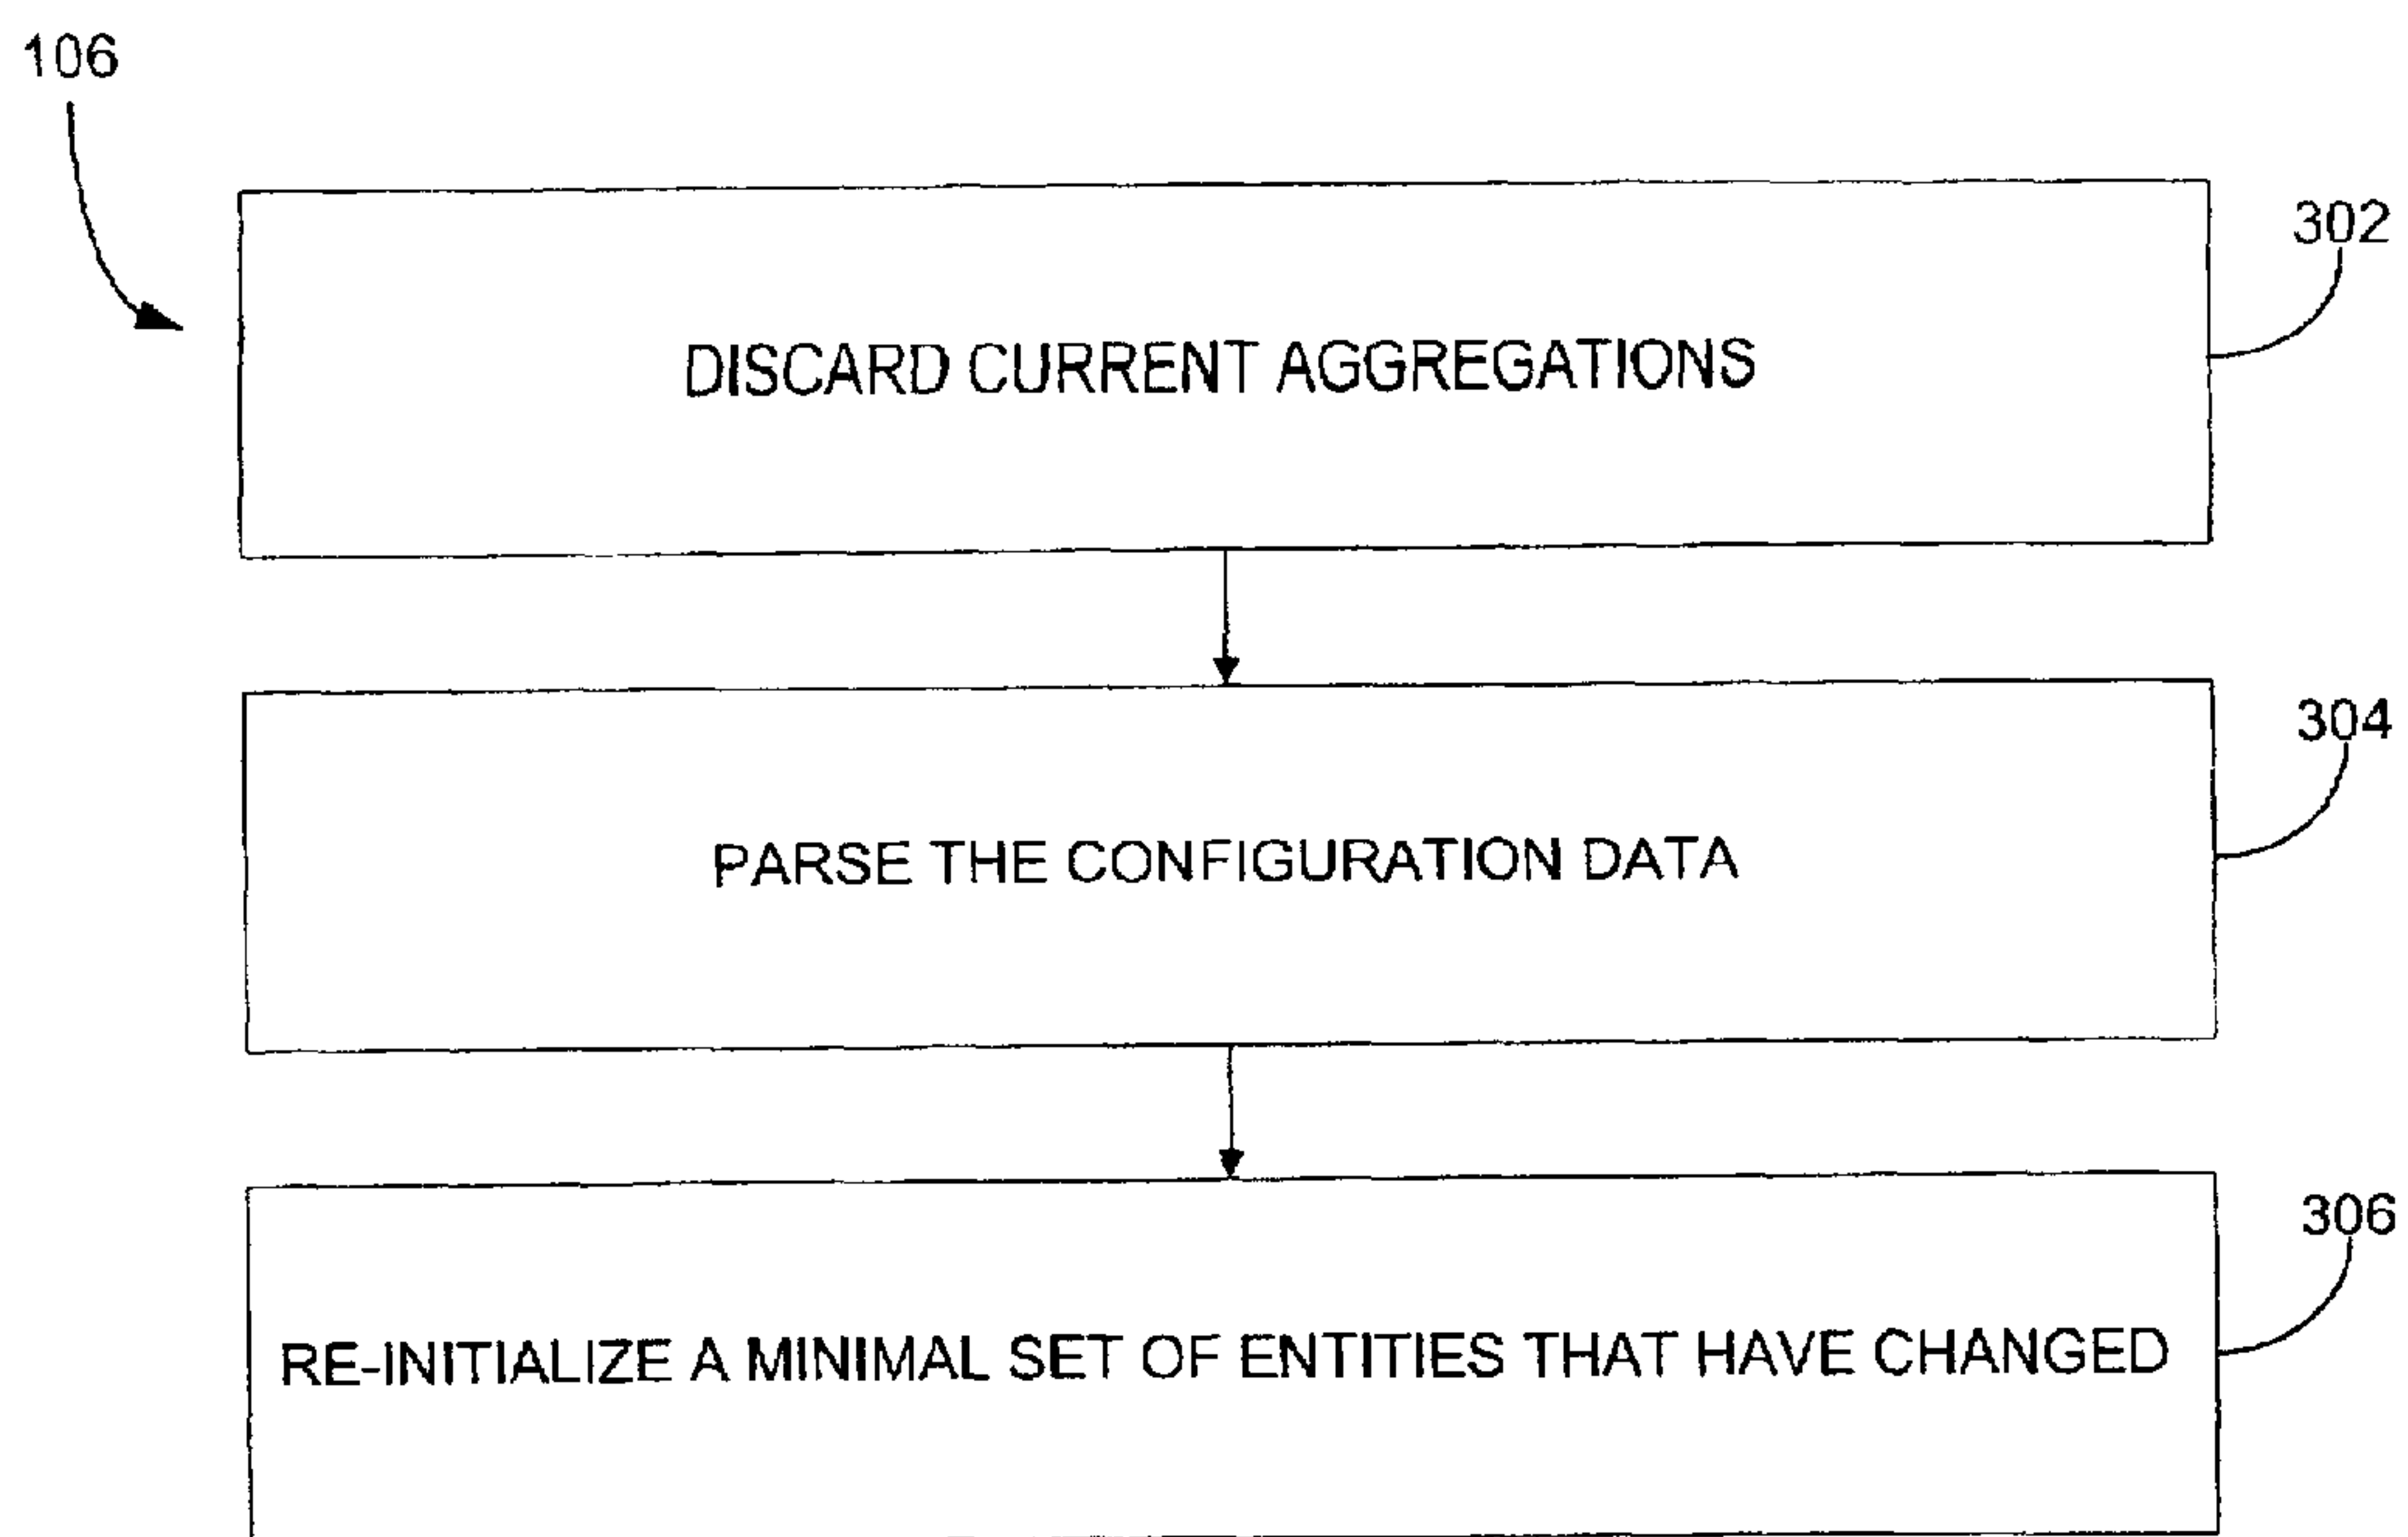 106
302
DISCARD CURRENT AGGREGATIONS
304
PARSE THE CONFIGURATION DATA
306
RE-INITIALIZE A MINIMAL SET OF ENTITIES THAT HAVE CHANGED